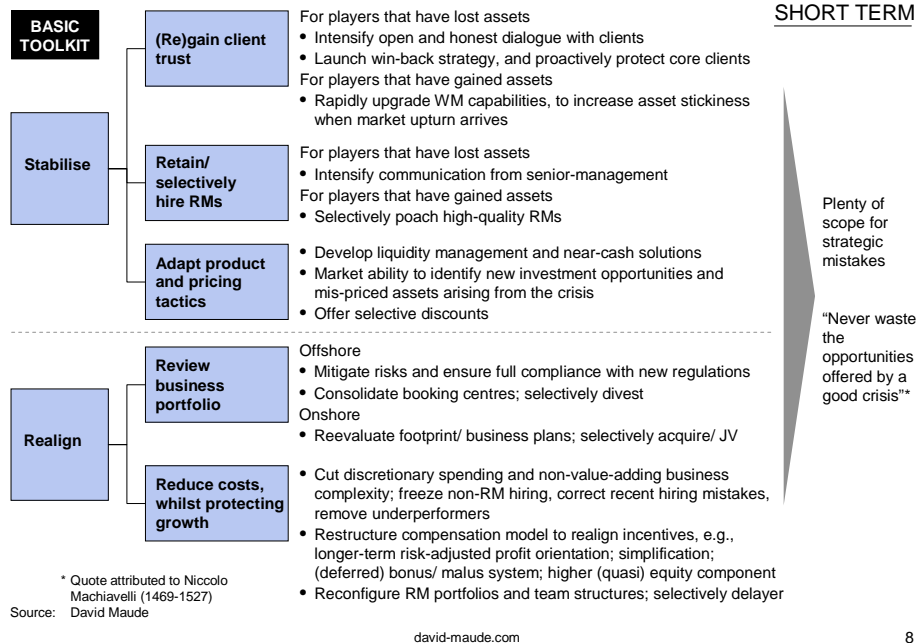 BASIC
TOOLKIT
SHORT TERM
Stabilise
(Re)gain client
trust
For players that have lost assets
• Intensify open and honest dialogue with clients
• Launch win-back strategy, and proactively protect core clients
For players that have gained assets
• Rapidly upgrade WM capabilities, to increase asset stickiness
when market upturn arrives
Retain/
selectively
hire RMs
For players that have lost assets
• Intensify communication from senior-management
For players that have gained assets
• Selectively poach high-quality RMs
Adapt product
and pricing
tactics
• Develop liquidity management and near-cash solutions
• Market ability to identify new investment opportunities and
mis-priced assets arising from the crisis
• Offer selective discounts
Realign
Review
business
portfolio
Offshore
• Mitigate risks and ensure full compliance with new regulations
• Consolidate booking centres; selectively divest
Onshore
• Reevaluate footprint/ business plans; selectively acquire/ JV
Reduce costs,
whilst protecting
growth
• Cut discretionary spending and non-value-adding business
complexity; freeze non-RM hiring, correct recent hiring mistakes,
remove underperformers
• Restructure compensation model to realign incentives, e.g.,
longer-term risk-adjusted profit orientation; simplification;
(deferred) bonus/ malus system; higher (quasi) equity component
• Reconfigure RM portfolios and team structures; selectively delayer
Plenty of
scope for
strategic
mistakes
“Never waste
the
opportunities
offered by a
good crisis”*
* Quote attributed to Niccolo
Machiavelli (1469-1527)
Source: David Maude
david-maude.com
8